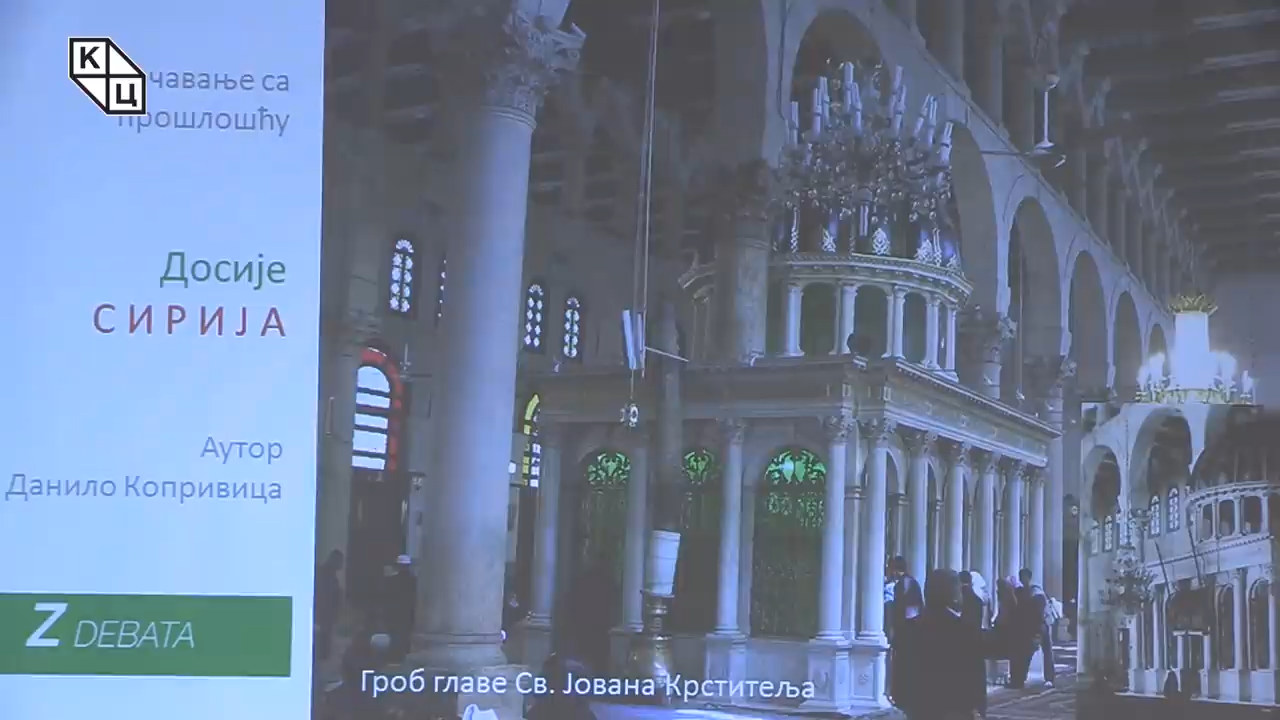 К
Ц
чавање са
прошлошћу
Досије
СИРИЈА
Аутор
Данило Копривица
Z DEBATA
Гроб главе Св. Јована Крститеља